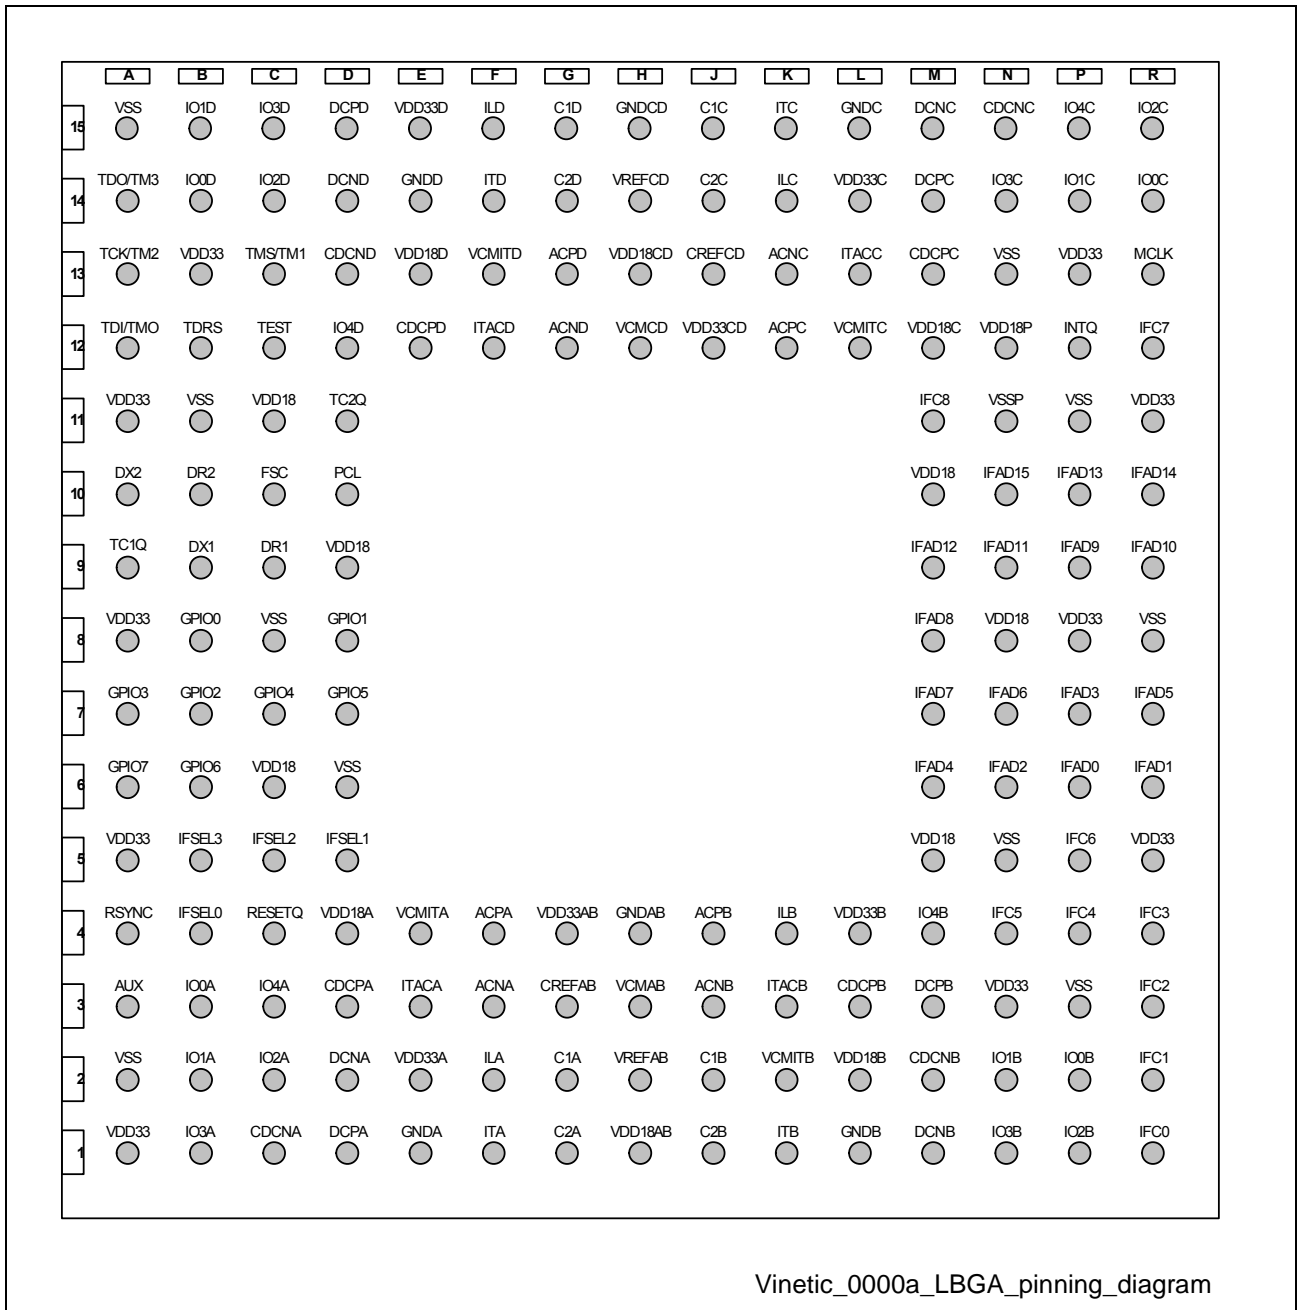 A B C D E F G H J K L M N P R
VSS IO1D IO3D DCPD VDD33D ILD C1D GNDCD C1C ITC GNDC DCNC CDCNC IO4C IO2C
15
TDO/TM3 IO0D IO2D DCND GNDD ITD C2D VREFCD C2C ILC VDD33C DCPC IO3C IO1C IO0C
14
TCK/TM2 VDD33 TMS/TM1 CDCND VDD18D VCMITD ACPD VDD18CD CREFCD ACNC ITACC CDCPC VSS VDD33 MCLK
13
TDI/TMO TDRS TEST IO4D CDCPD ITACD ACND VCMCD VDD33CD ACPC VCMITC VDD18C VDD18P INTQ IFC7
12
VDD33 VSS VDD18 TC2Q IFC8 VSSP VSS VDD33
11
DX2 DR2 FSC PCL VDD18 IFAD15 IFAD13 IFAD14
10
TC1Q DX1 DR1 VDD18 IFAD12 IFAD11 IFAD9 IFAD10
9
VDD33 GPIO0 VSS GPIO1 IFAD8 VDD18 VDD33 VSS
8
GPIO3 GPIO2 GPIO4 GPIO5 IFAD7 IFAD6 IFAD3 IFAD5
7
GPIO7 GPIO6 VDD18 VSS IFAD4 IFAD2 IFAD0 IFAD1
6
VDD33 IFSEL3 IFSEL2 IFSEL1 VDD18 VSS IFC6 VDD33
5
RSYNC IFSEL0 RESETQ VDD18A VCMITA ACPA VDD33AB GNDAB ACPB ILB VDD33B IO4B IFC5 IFC4 IFC3
4
AUX IO0A IO4A CDCPA ITACA ACNA CREFAB VCMAB ACNB ITACB CDCPB DCPB VDD33 VSS IFC2
3
VSS IO1A IO2A DCNA VDD33A ILA C1A VREFAB C1B VCMITB VDD18B CDCNB IO1B IO0B IFC1
2
VDD33 IO3A CDCNA DCPA GNDA ITA C2A VDD18AB C2B ITB GNDB DCNB IO3B IO2B IFC0
1
Vinetic_0000a_LBGA_pinning_diagram